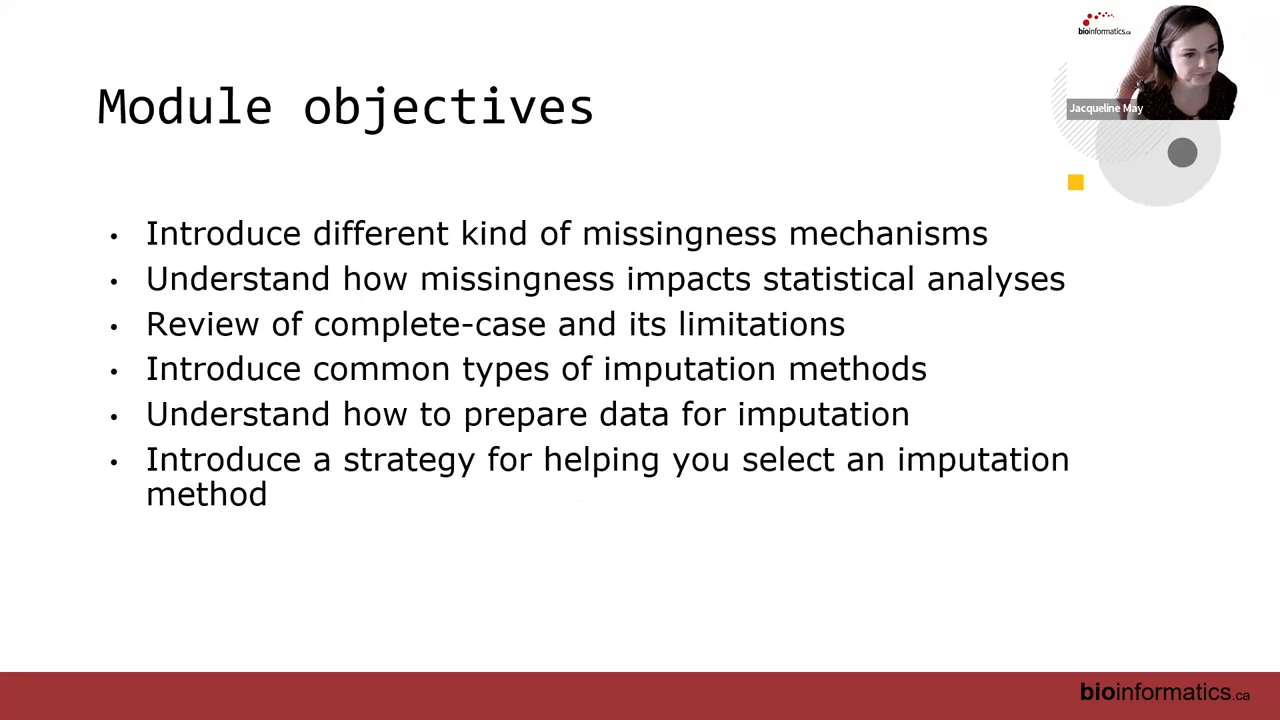 bioinformatics.ca
Jacqueline May
Module objectives
• Introduce different kind of missingness mechanisms
• Understand how missingness impacts statistical analyses
• Review of complete-case and its limitations
• Introduce common types of imputation methods
• Understand how to prepare data for imputation
• Introduce a strategy for helping you select an imputation
method
bioinformatics.ca